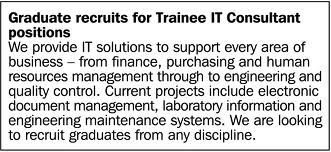 Graduate recruits for Trainee IT Consultant
positions
We provide IT solutions to support every area of
business – from finance, purchasing and human
resources management through to engineering and
quality control. Current projects include electronic
document management, laboratory information and
engineering maintenance systems. We are looking
to recruit graduates from any discipline.